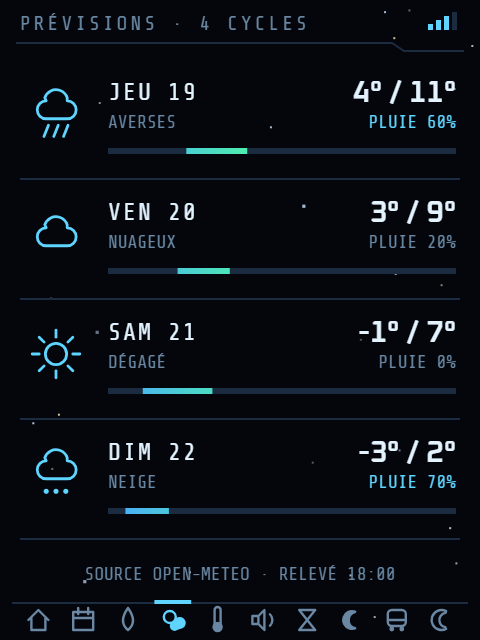 PRÉVISIONS · 4 CYCLES
JEU 19 4°/11°
AVERSES PLUIE 60%
VEN 20 3°/9°
NUAGEUX PLUIE 20%
SAM 21 -1°/7°
DÉGAGÉ PLUIE 0%
DIM 22 -3°/2°
NEIGE PLUIE 70%
SOURCE OPEN-METEO · RELEVÉ 18:00